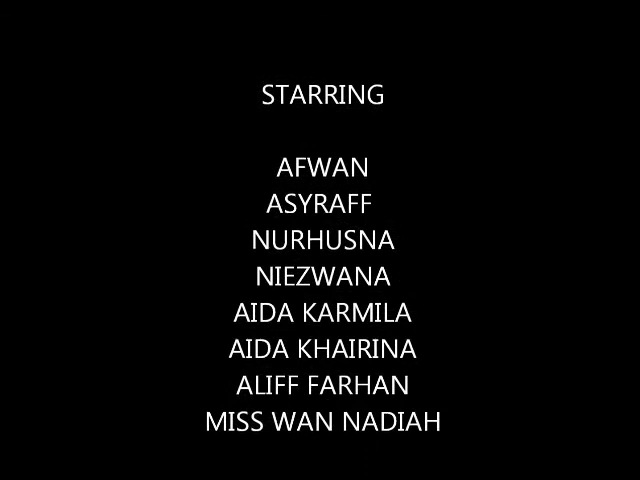 STARRING
AFWAN
ASYRAFF
NURHUSNA
NIEZWANA
AIDA KARMILA
AIDA KHAIRINA
ALIFF FARHAN
MISS WAN NADIAH